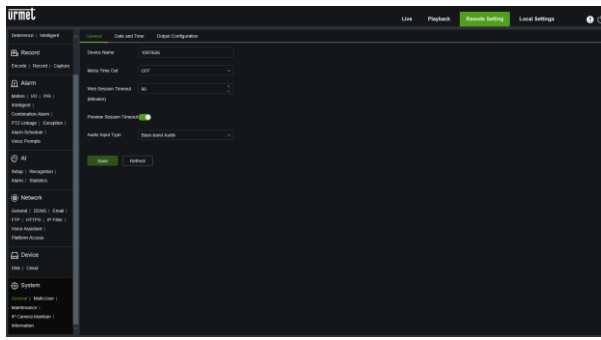 urmet
Live Playback Remote Setting Local Settings
Deterrence | Intelligent
General Date and Time Output Configuration
Record
Encode | Record | Capture
Alarm
Motion | I/O | PIR |
Intelligent |
Combination Alarm |
PTZ Linkage | Exception |
Alarm Schedule |
Voice Prompts
AI
Setup | Recognition |
Alarm | Statistics
Network
General | DDNS | Email |
FTP | HTTPS | IP Filter |
Voice Assistant |
Platform Access
Device
Disk | Cloud
System
General | Multi-User |
Maintenance |
IP Camera Maintain |
Information
Device Name
Menu Time Out OFF
Web Session Timeout 90
(Minutes)
Preview Session Timeout
Audio Input Type Base-band Audio
Save Refresh